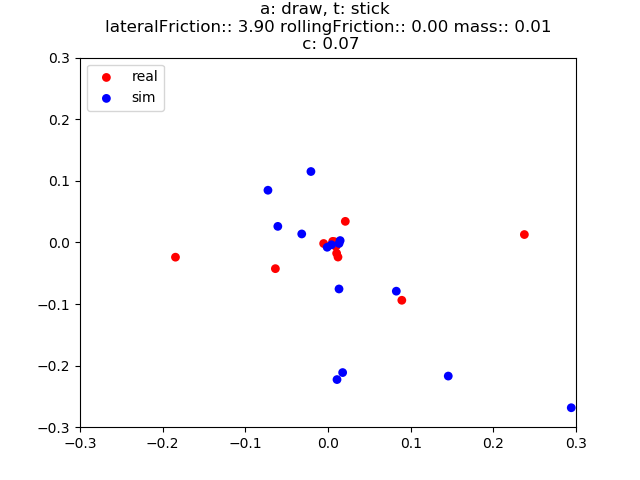 a: draw, t: stick
lateralFriction:: 3.90 rollingFriction:: 0.00 mass:: 0.01
c: 0.07
real
sim
0.3
0.2
0.1
0.0
−0.1
−0.2
−0.3
−0.3
−0.2
−0.1
0.0
0.1
0.2
0.3